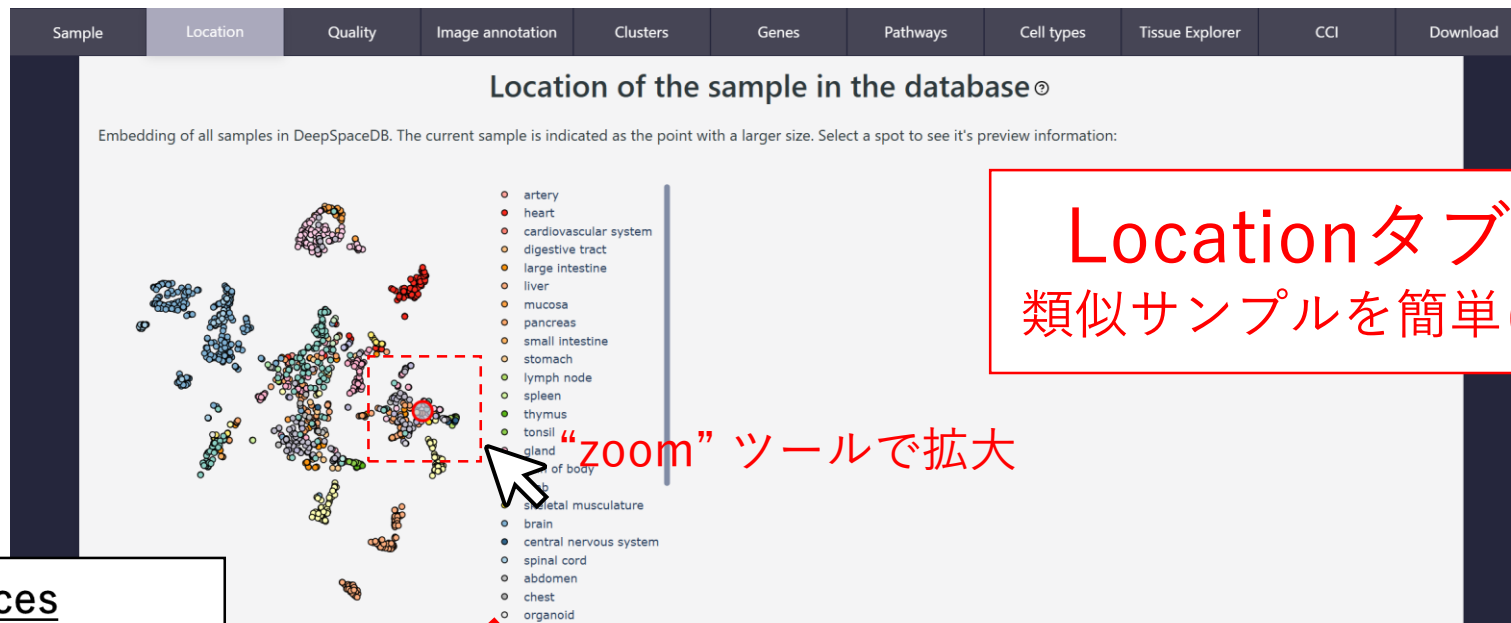 Sample Location Quality Image annotation Clusters Genes Pathways Cell types Tissue Explorer CCI Download
Location of the sample in the database
Embedding of all samples in DeepSpaceDB. The current sample is indicated as the point with a larger size. Select a spot to see it's preview information:
artery
heart
cardiovascular system
digestive tract
large intestine
liver
mucosa
pancreas
small intestine
stomach
lymph node
spleen
thymus
tonsil
gland
of body
skeletal musculature
brain
central nervous system
spinal cord
abdomen
chest
organoid
Locationタブ
類似サンプルを簡単
“zoom” ツールで拡大
ces